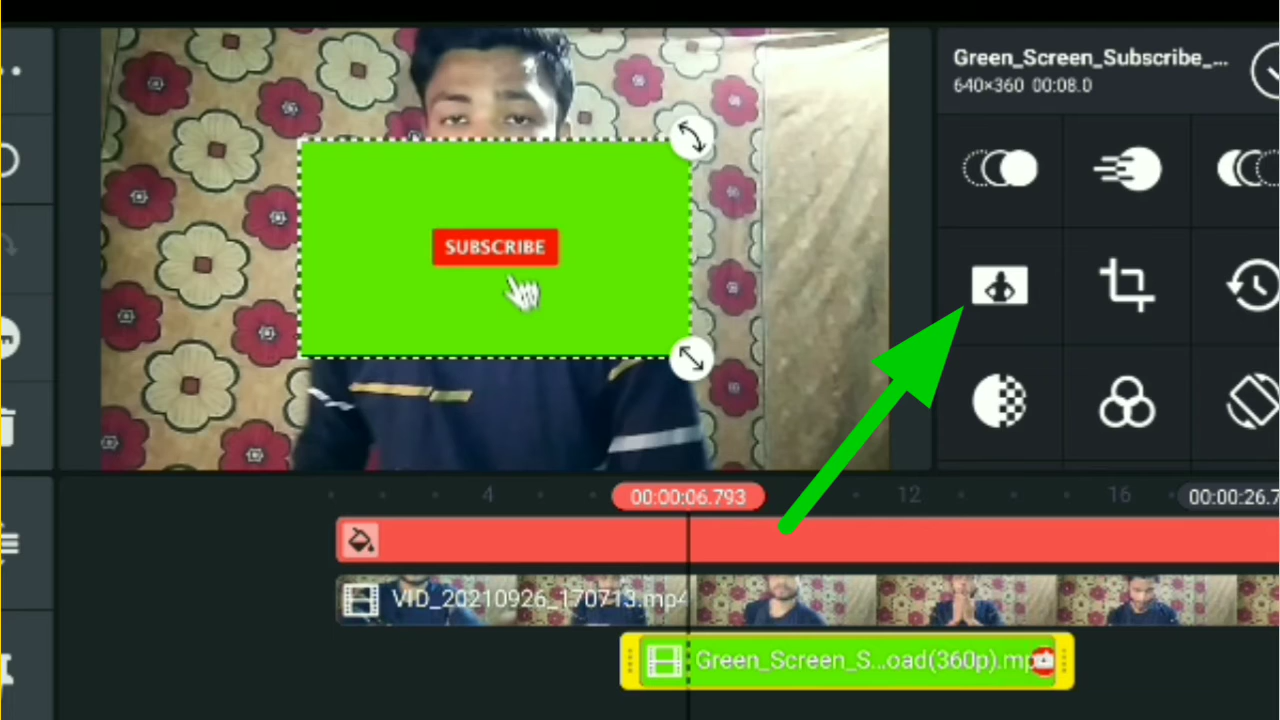 Green_Screen_Subscribe_...
640×360 00:08.0
SUBSCRIBE
4
00:00:06.793
12
16
00:00:26.7
VID_20210926_170713.mp4
Green_Screen_S...oad(360p).mp